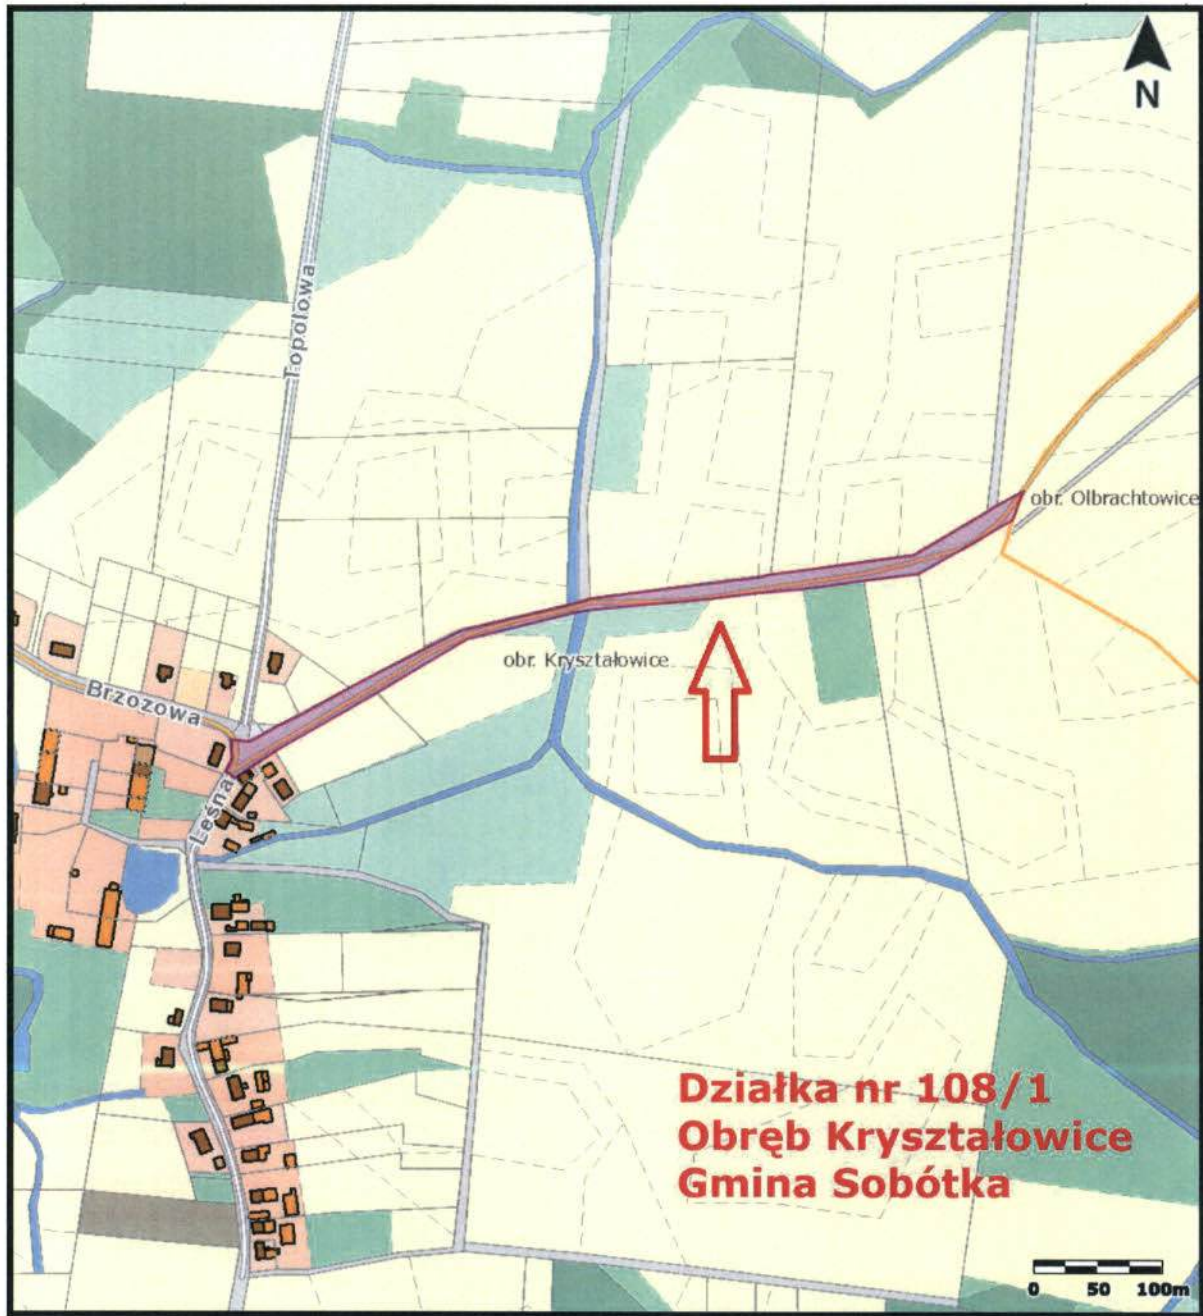 N
Topolowa
obr. Olbrachtowice
obr. Kryształowice
Brzozowa
Leśna
Działka nr 108/1
Obręb Kryształowice
Gmina Sobótka
0 50 100m